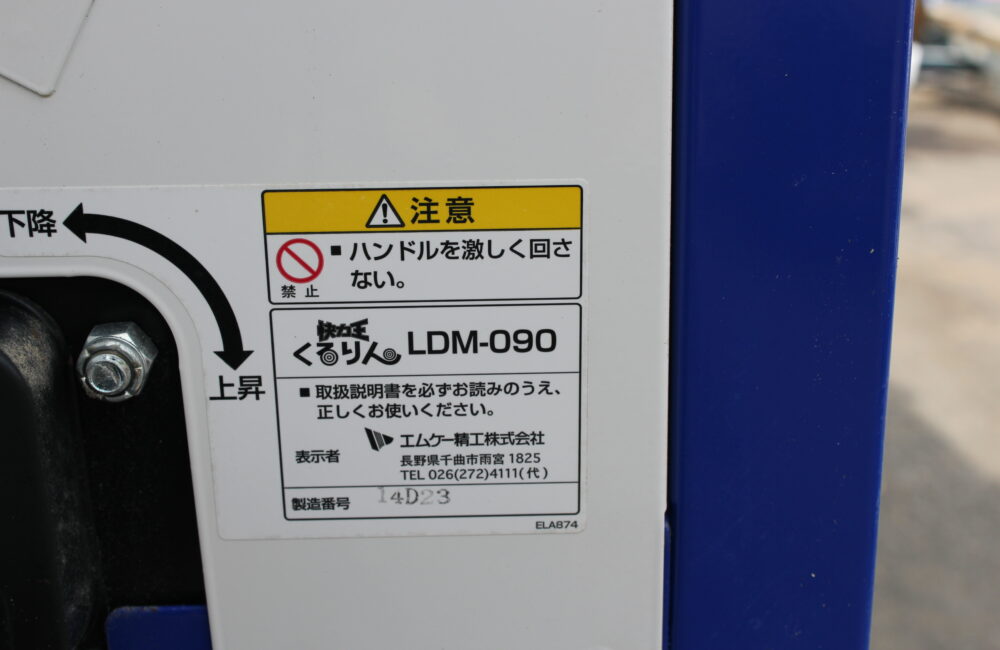 下降
上昇
注意
禁止
■ ハンドルを激しく回さ
ない。
快力王
くるりん LDM-090
■ 取扱説明書を必ずお読みのうえ、
正しくお使いください。
表示者
エムケー精工株式会社
長野県千曲市雨宮 1825
TEL 026(272)4111(代)
製造番号 14D23
ELA874